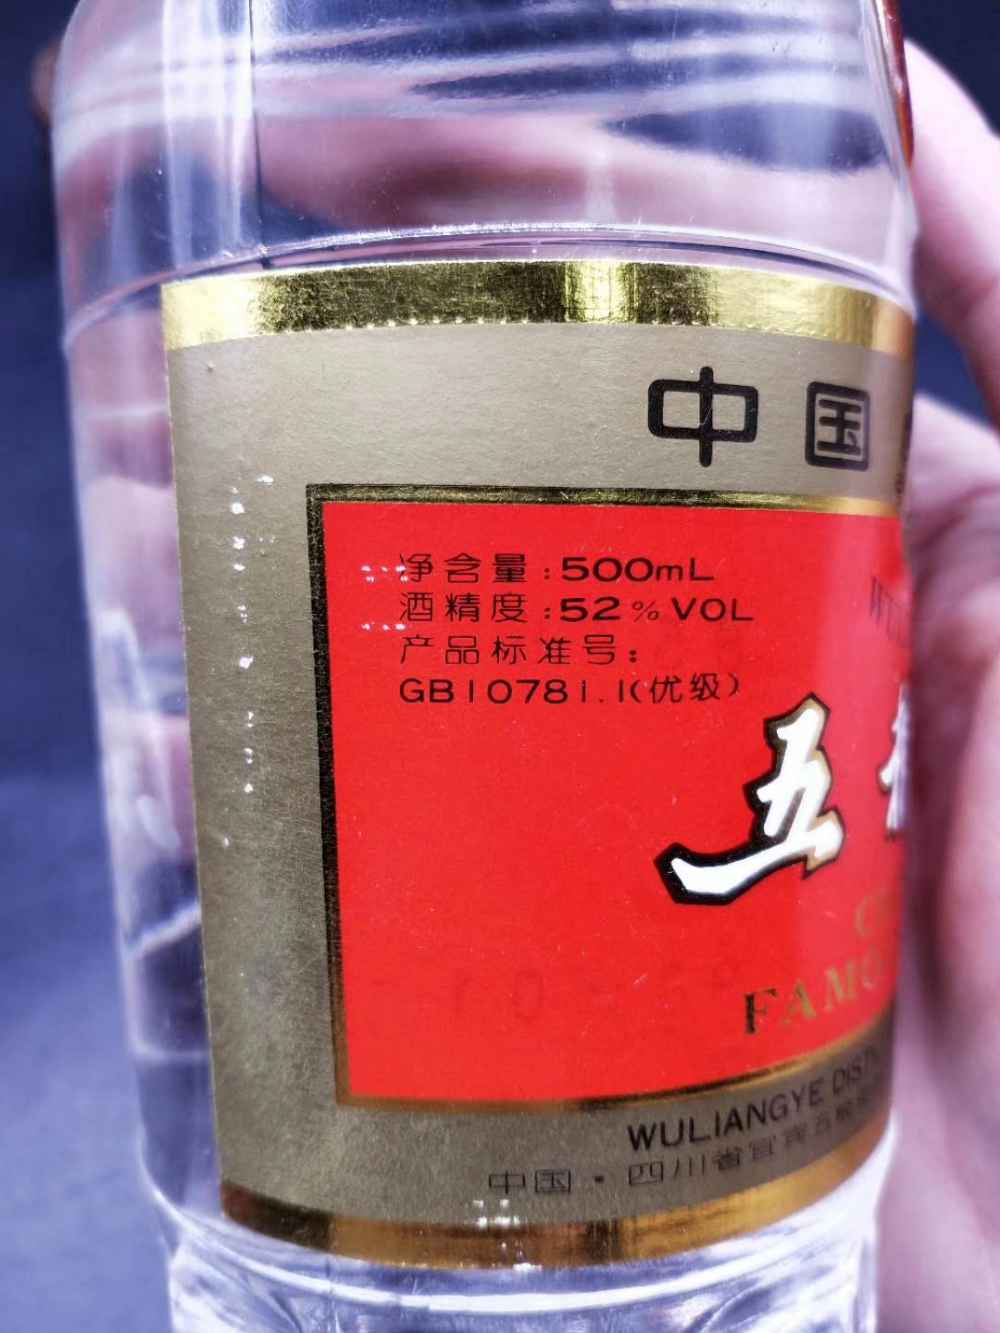 中国
净含量:500mL
酒精度:52%VOL
产品标准号:
GB10781.1(优级)
五
FAMO
WULIANGYE DIST
中国·四川省宜宾五